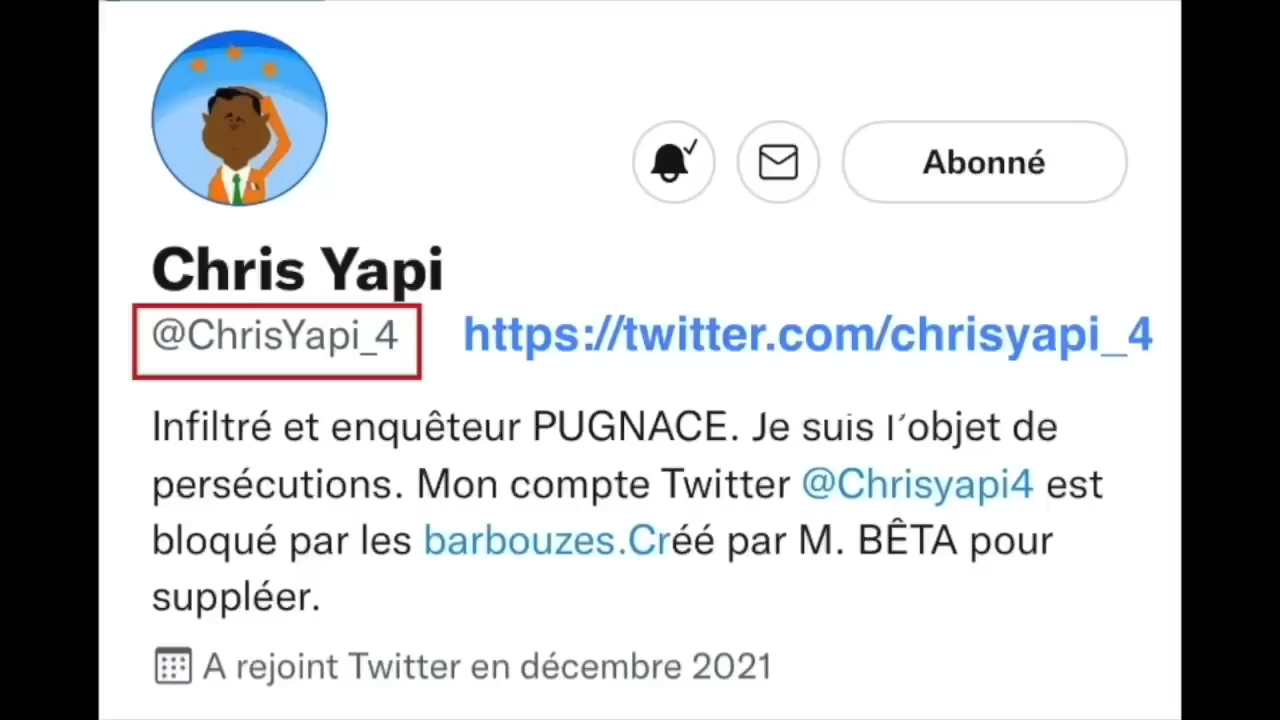 Abonné
Chris Yapi
@ChrisYapi_4
https://twitter.com/chrisyapi_4
Infiltré et enquêteur PUGNACE. Je suis l´objet de
persécutions. Mon compte Twitter @Chrisyapi4 est
bloqué par les barbouzes.Créé par M. BÊTA pour
suppléer.
A rejoint Twitter en décembre 2021